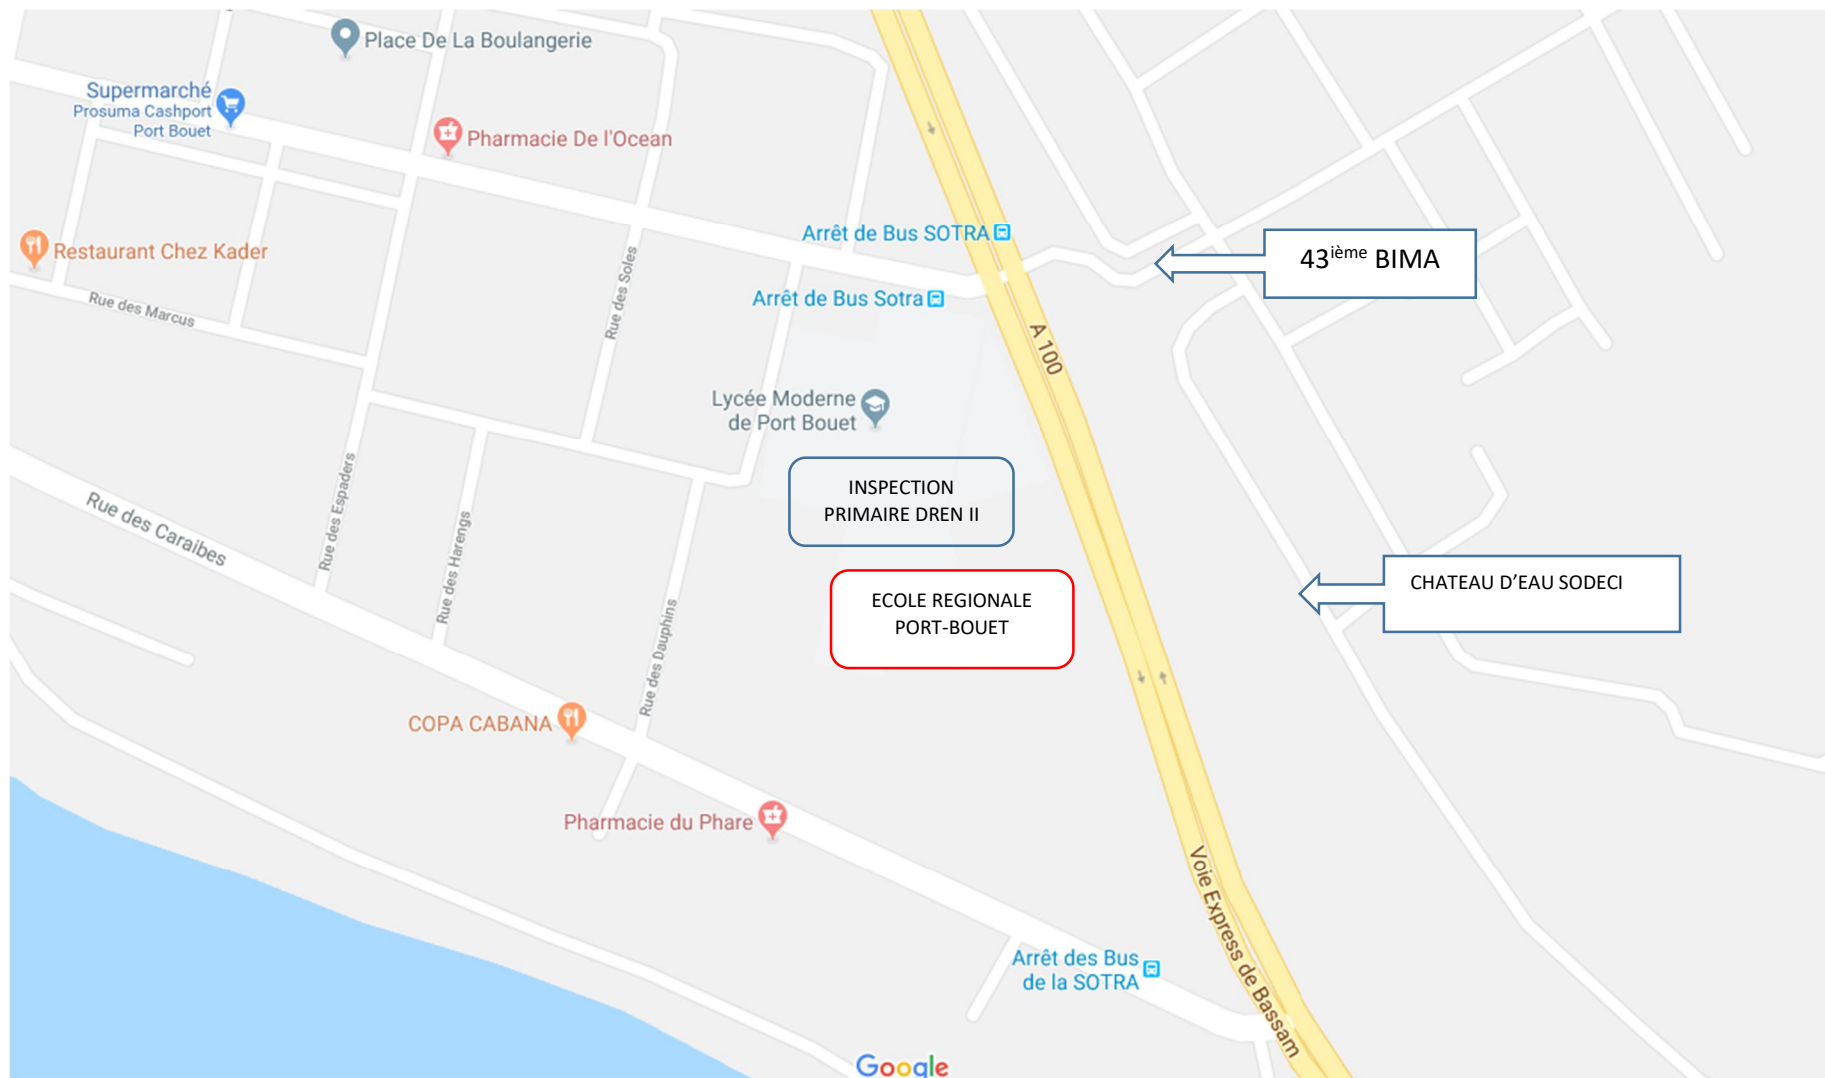 Place De La Boulangerie
Supermarché
Prosuma Cashport
Port Bouet
Pharmacie De l'Ocean
Arrêt de Bus SOTRA
43ième BIMA
Restaurant Chez Kader
Rue des Soles
Rue des Marcus
Arrêt de Bus Sotra
A 100
Lycée Moderne
de Port Bouet
INSPECTION
PRIMAIRE DREN II
Rue des Caraibes
Rue des Espaders
Rue des Harengs
CHATEAU D'EAU SODECI
ECOLE REGIONALE
PORT-BOUET
Rue des Dauphins
COPA CABANA
Pharmacie du Phare
Voie Express de Bassam
Arrêt des Bus
de la SOTRA
Google